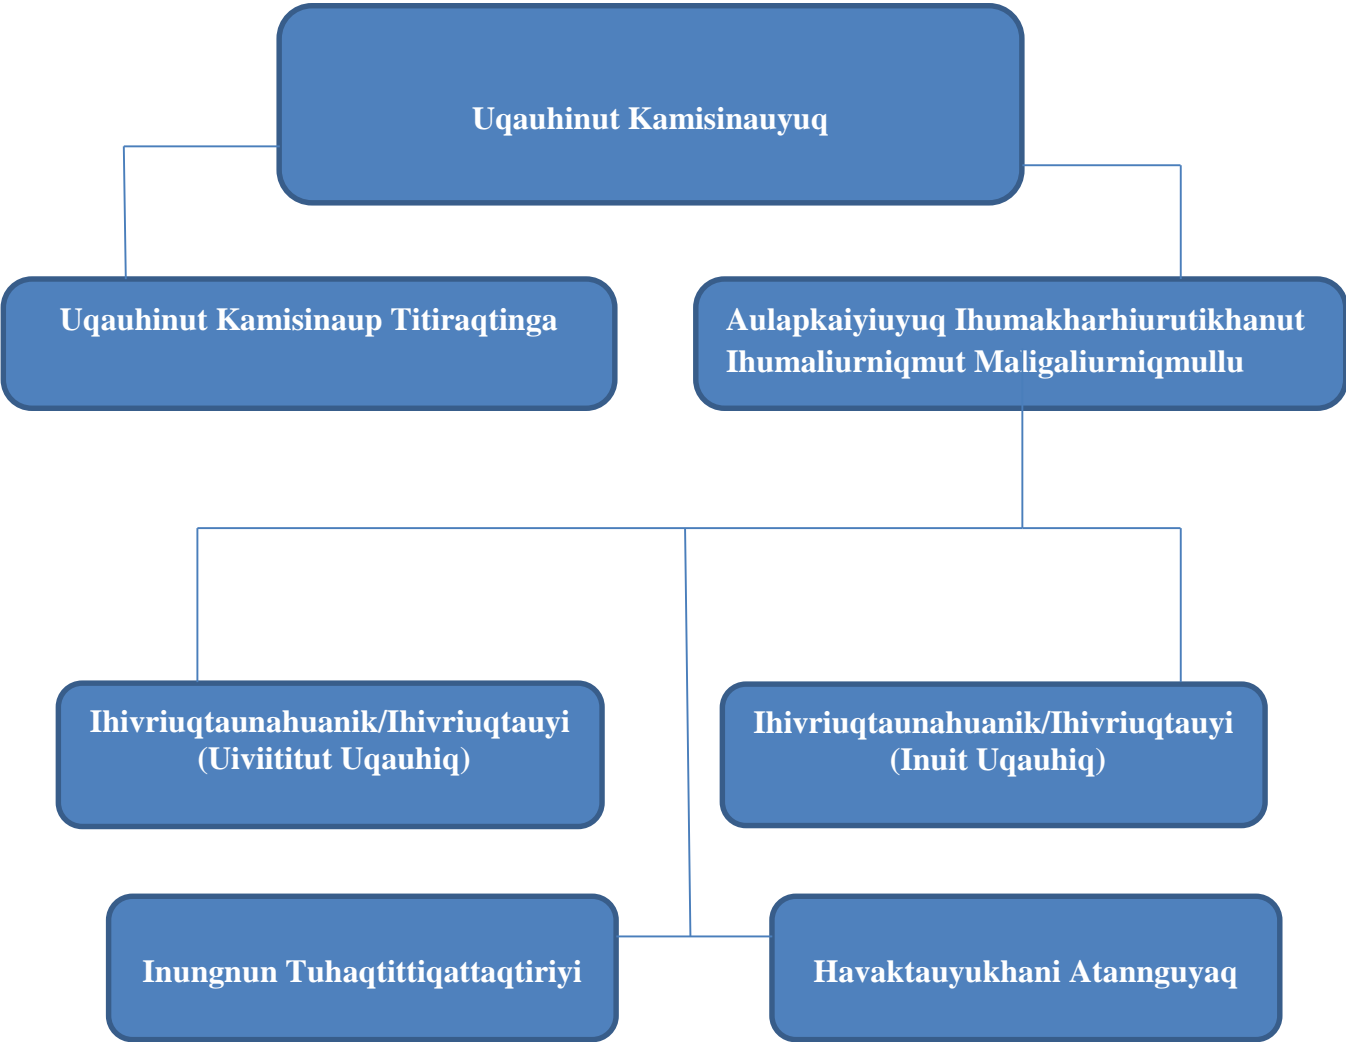 Uqauhinut Kamisinauyuq
Uqauhinut Kamisinaup Titiraqtinga
Aulapkaiyiuyuq Ihumakharhiurutikhanut
Ihumaliurniqmut Maligaliurniqmullu
Ihivriuqtaunahuanik/Ihivriuqtauyi
(Uiviititut Uqauhiq)
Ihivriuqtaunahuanik/Ihivriuqtauyi
(Inuit Uqauhiq)
Inungnun Tuhaqtittiqattaqtiriyi
Havaktauyukhani Atannguyaq